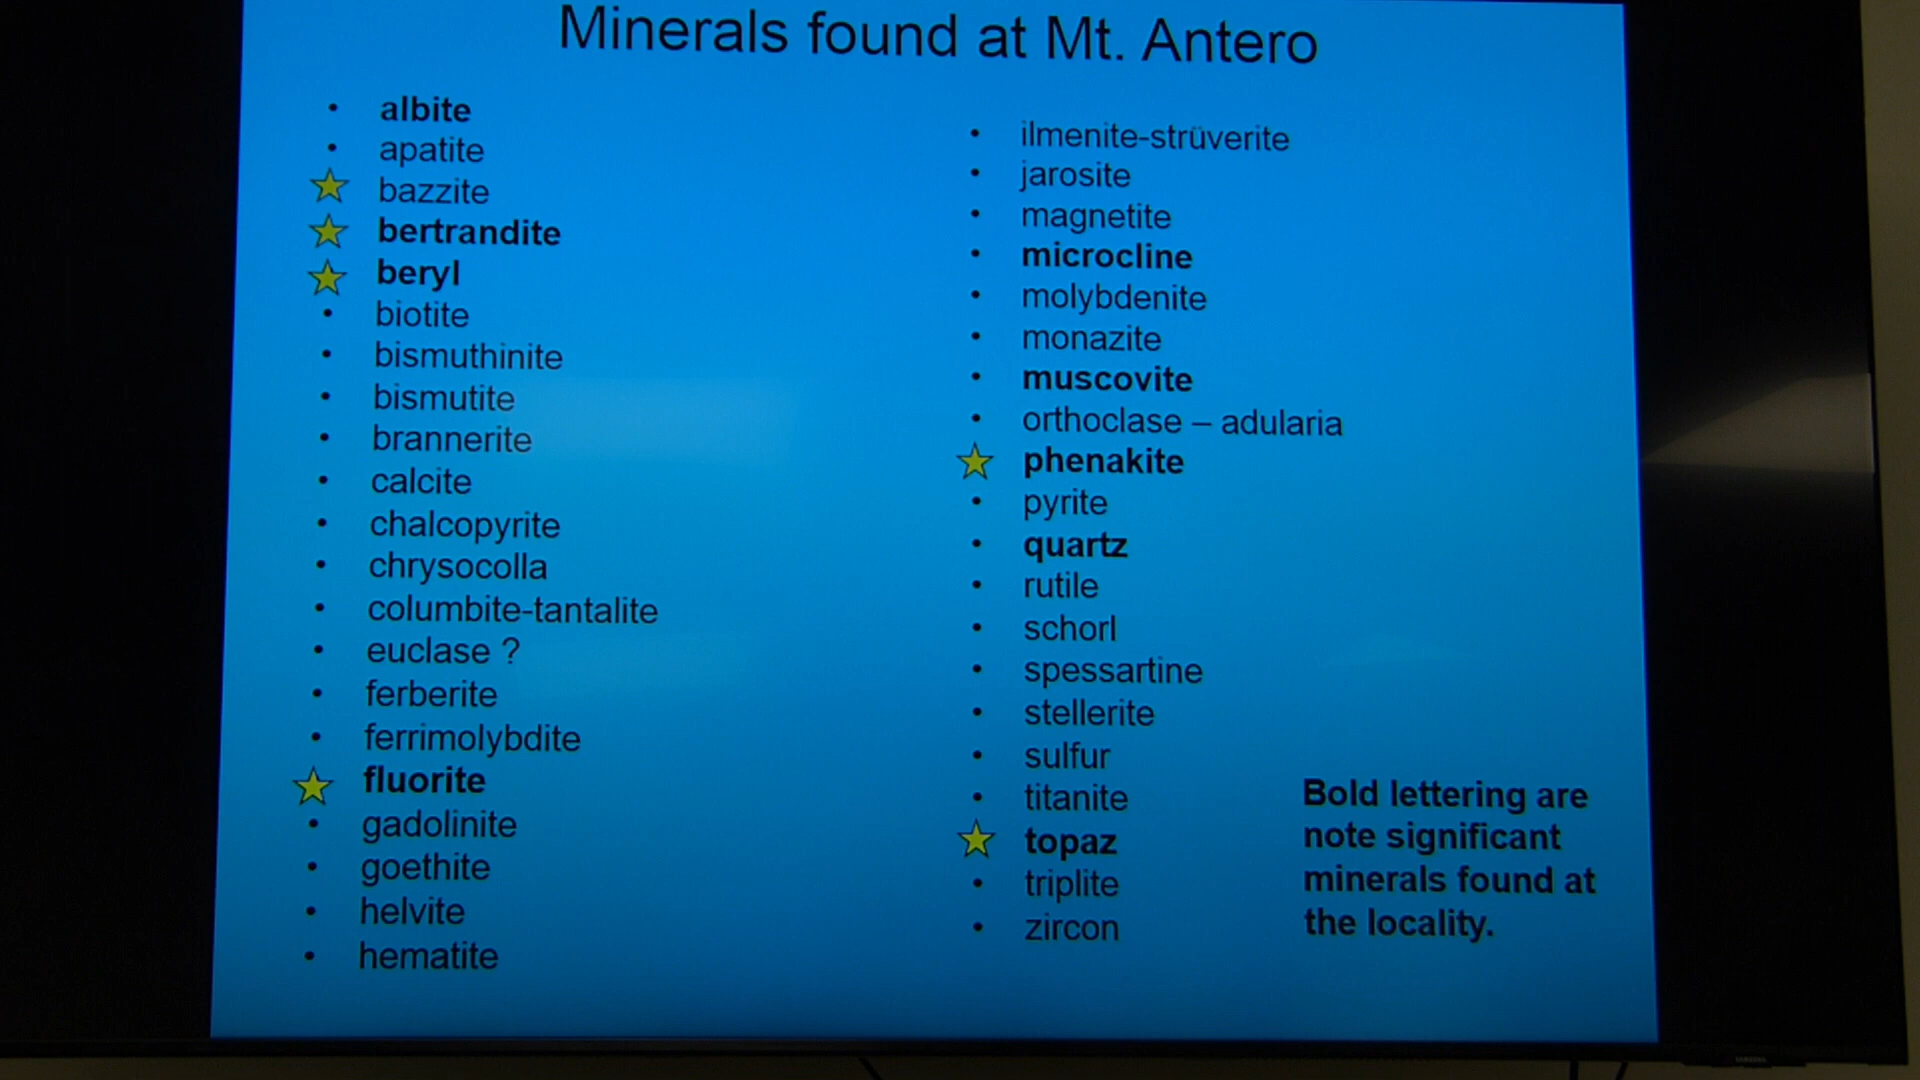 Minerals found at Mt. Antero
albite
apatite
bazzite
bertrandite
beryl
biotite
bismuthinite
bismutite
brannerite
calcite
chalcopyrite
chrysocolla
columbite-tantalite
euclase ?
ferberite
ferrimolybdite
fluorite
gadolinite
goethite
helvite
hematite
ilmenite-strüverite
jarosite
magnetite
microcline
molybdenite
monazite
muscovite
orthoclase – adularia
phenakite
pyrite
quartz
rutile
schorl
spessartine
stellerite
sulfur
titanite
topaz
triplite
zircon
Bold lettering are
note significant
minerals found at
the locality.